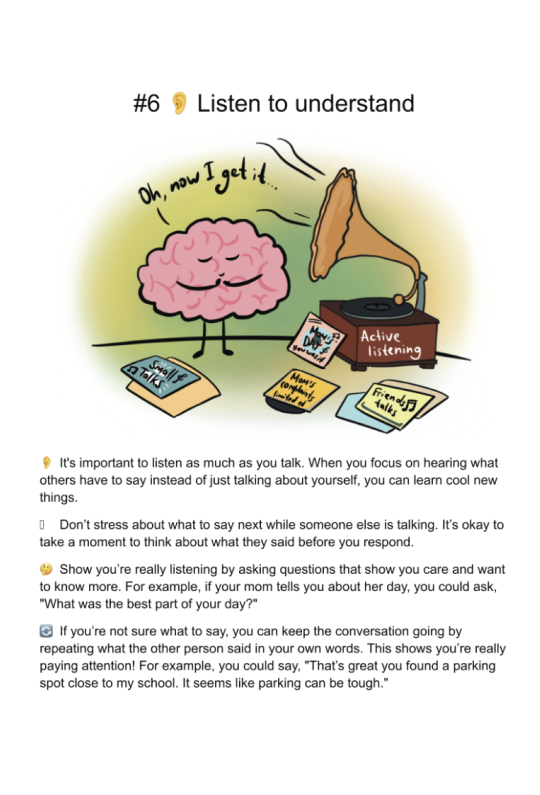 #6 👂 Listen to understand
Oh, now I get it...
Active
listening
Mom's
DAY
How was it
Small
Talks
Mom's
complaints
limited ed
Friends
talks
👂 It's important to listen as much as you talk. When you focus on hearing what
others have to say instead of just talking about yourself, you can learn cool new
things.
▯ Don’t stress about what to say next while someone else is talking. It’s okay to
take a moment to think about what they said before you respond.
🤔 Show you’re really listening by asking questions that show you care and want
to know more. For example, if your mom tells you about her day, you could ask,
"What was the best part of your day?"
🔄 If you’re not sure what to say, you can keep the conversation going by
repeating what the other person said in your own words. This shows you’re really
paying attention! For example, you could say, "That’s great you found a parking
spot close to my school. It seems like parking can be tough."